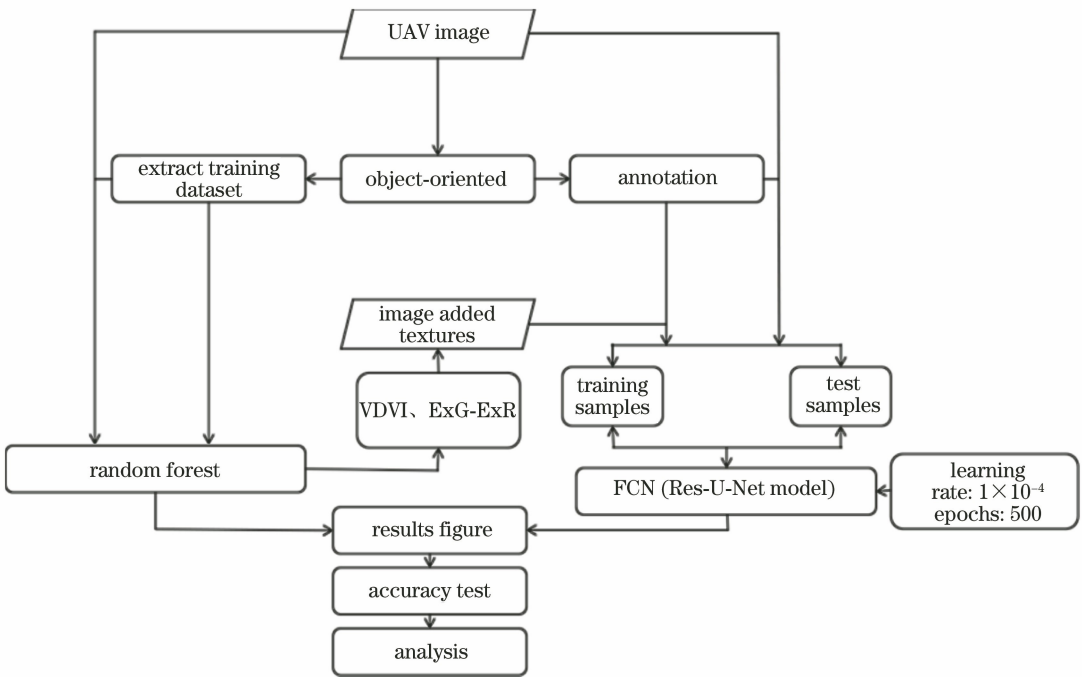 UAV image
extract training
dataset
object-oriented
annotation
image added
textures
VDVI、ExG-ExR
training
samples
test
samples
random forest
FCN (Res-U-Net model)
learning
rate: 1×10⁻⁴
epochs: 500
results figure
accuracy test
analysis